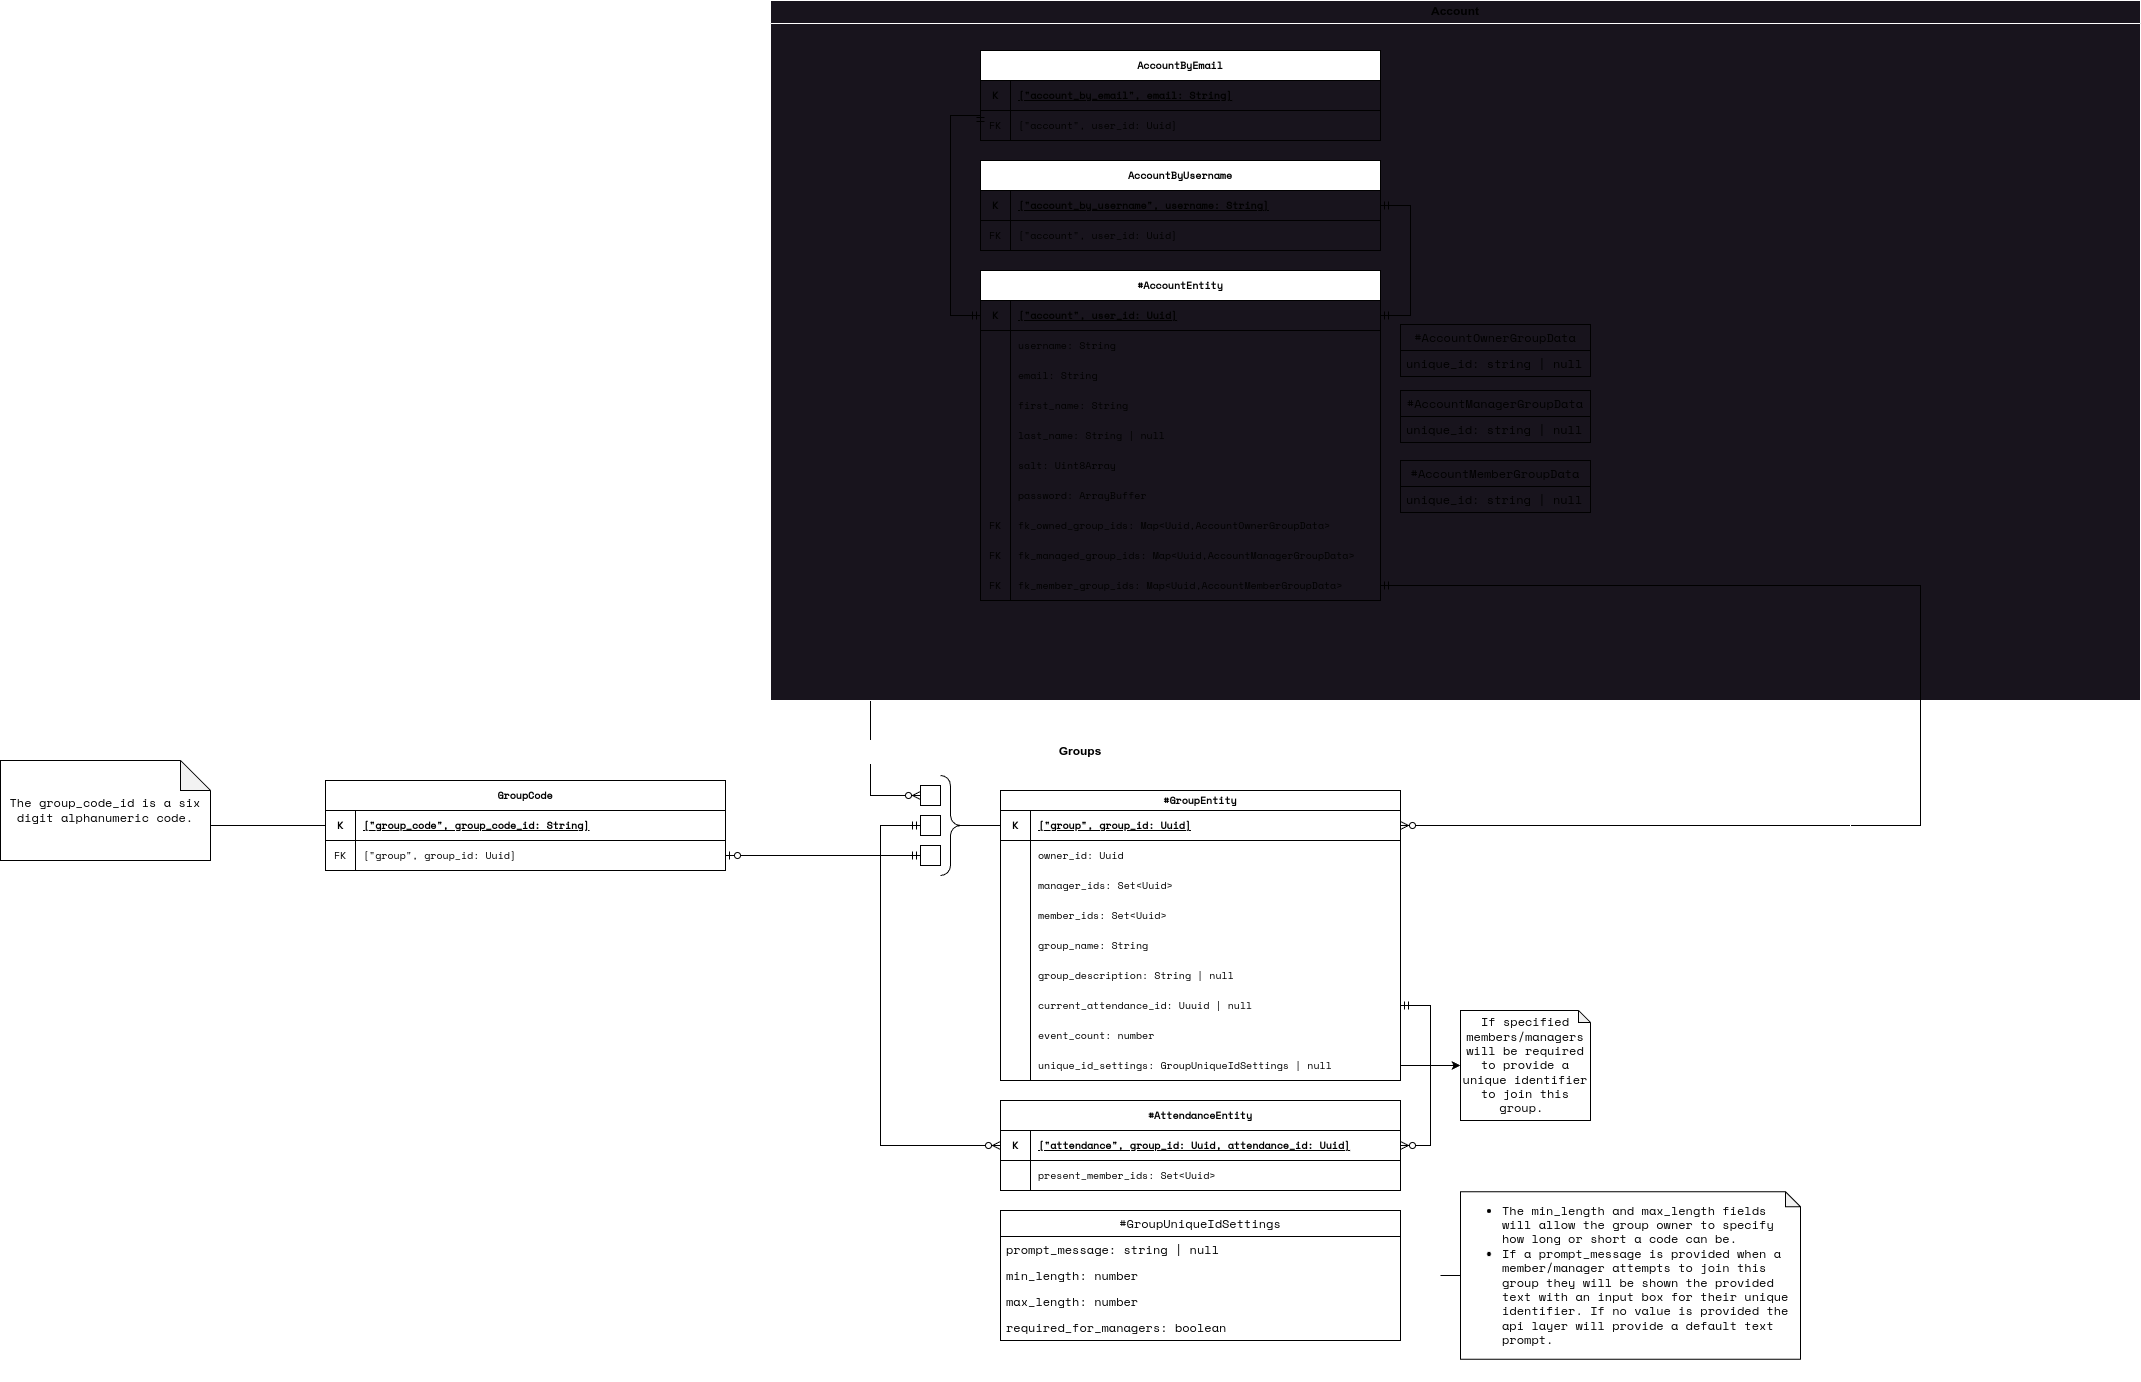 Account
AccountByEmail
K
["account_by_email", email: String]
FK
["account", user_id: Uuid]
AccountByUsername
K
["account_by_username", username: String]
FK
["account", user_id: Uuid]
#AccountEntity
K
["account", user_id: Uuid]
username: String
email: String
first_name: String
last_name: String | null
salt: Uint8Array
password: ArrayBuffer
FK
fk_owned_group_ids: Map<Uuid,AccountOwnerGroupData>
FK
fk_managed_group_ids: Map<Uuid,AccountManagerGroupData>
FK
fk_member_group_ids: Map<Uuid,AccountMemberGroupData>
#AccountOwnerGroupData
unique_id: string | null
#AccountManagerGroupData
unique_id: string | null
#AccountMemberGroupData
unique_id: string | null
Groups
The group_code_id is a six
digit alphanumeric code.
GroupCode
K
["group_code", group_code_id: String]
FK
["group", group_id: Uuid]
#GroupEntity
K
["group", group_id: Uuid]
owner_id: Uuid
manager_ids: Set<Uuid>
member_ids: Set<Uuid>
group_name: String
group_description: String | null
current_attendance_id: Uuuid | null
event_count: number
unique_id_settings: GroupUniqueIdSettings | null
If specified
members/managers
will be required
to provide a
unique identifier
to join this
group.
#AttendanceEntity
K
["attendance", group_id: Uuid, attendance_id: Uuid]
present_member_ids: Set<Uuid>
#GroupUniqueIdSettings
prompt_message: string | null
min_length: number
max_length: number
required_for_managers: boolean
• The min_length and max_length fields
will allow the group owner to specify
how long or short a code can be.
• If a prompt_message is provided when a
member/manager attempts to join this
group they will be shown the provided
text with an input box for their unique
identifier. If no value is provided the
api layer will provide a default text
prompt.